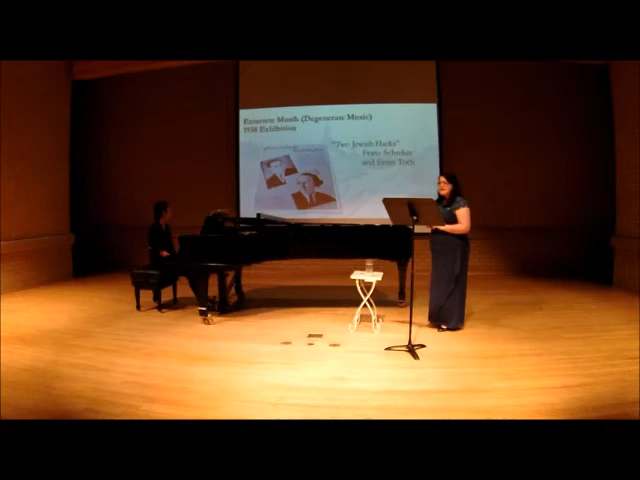 Entartete Musik (Degenerate Music)
1938 Exhibition
"Two Jewish Hacks"
Franz Schreker
and Ernst Toch